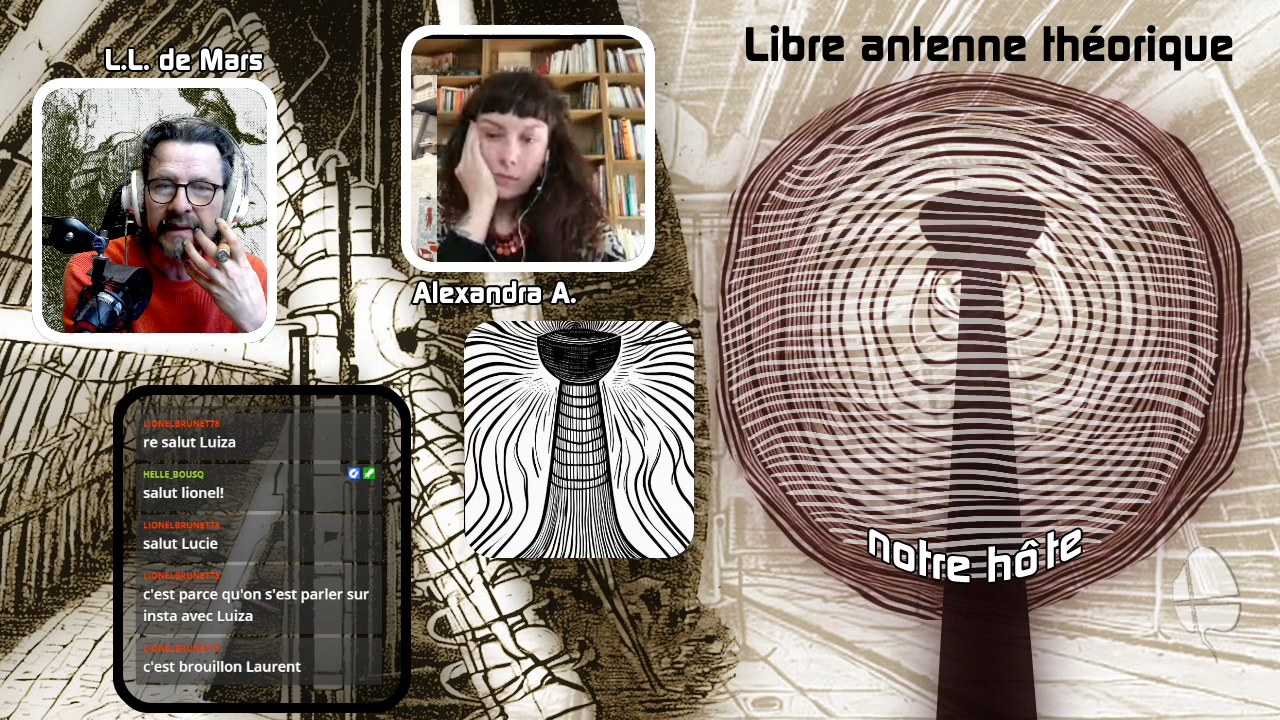 L.L. de Mars
Libre antenne théorique
Alexandra A.
LIONELBRUNET78
re salut Luiza
HELLE_BOUSQ
salut lionel!
LIONELBRUNET78
salut Lucie
LIONELBRUNET78
c'est parce qu'on s'est parler sur
insta avec Luiza
LIONELBRUNET78
c'est brouillon Laurent
notre hôte